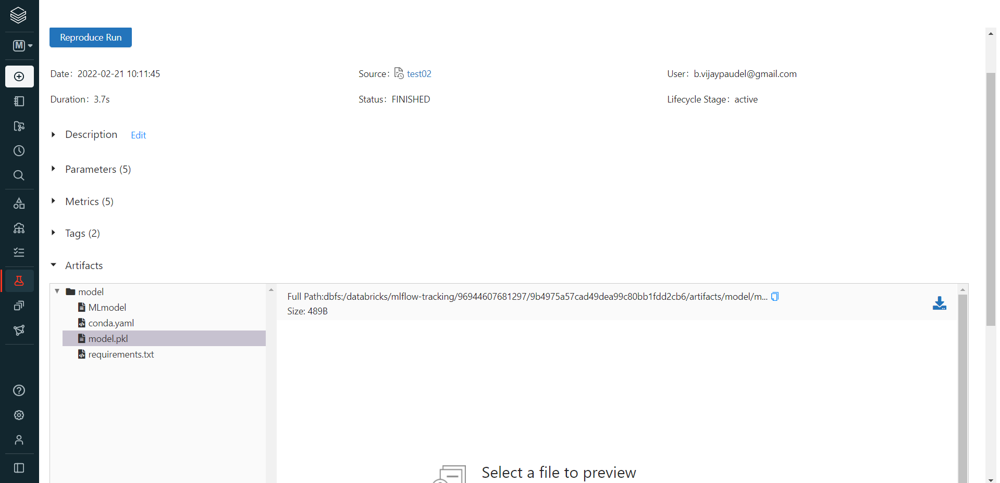 M
Reproduce Run
Date: 2022-02-21 10:11:45
Source: test02
User: b.vijaypaudel@gmail.com
Duration: 3.7s
Status: FINISHED
Lifecycle Stage: active
Description Edit
Parameters (5)
Metrics (5)
Tags (2)
Artifacts
model
MLmodel
conda.yaml
model.pkl
requirements.txt
Full Path:dbfs:/databricks/mlflow-tracking/96944607681297/9b4975a57cad49dea99c80bb1fdd2cb6/artifacts/model/m...
Size: 489B
Select a file to preview